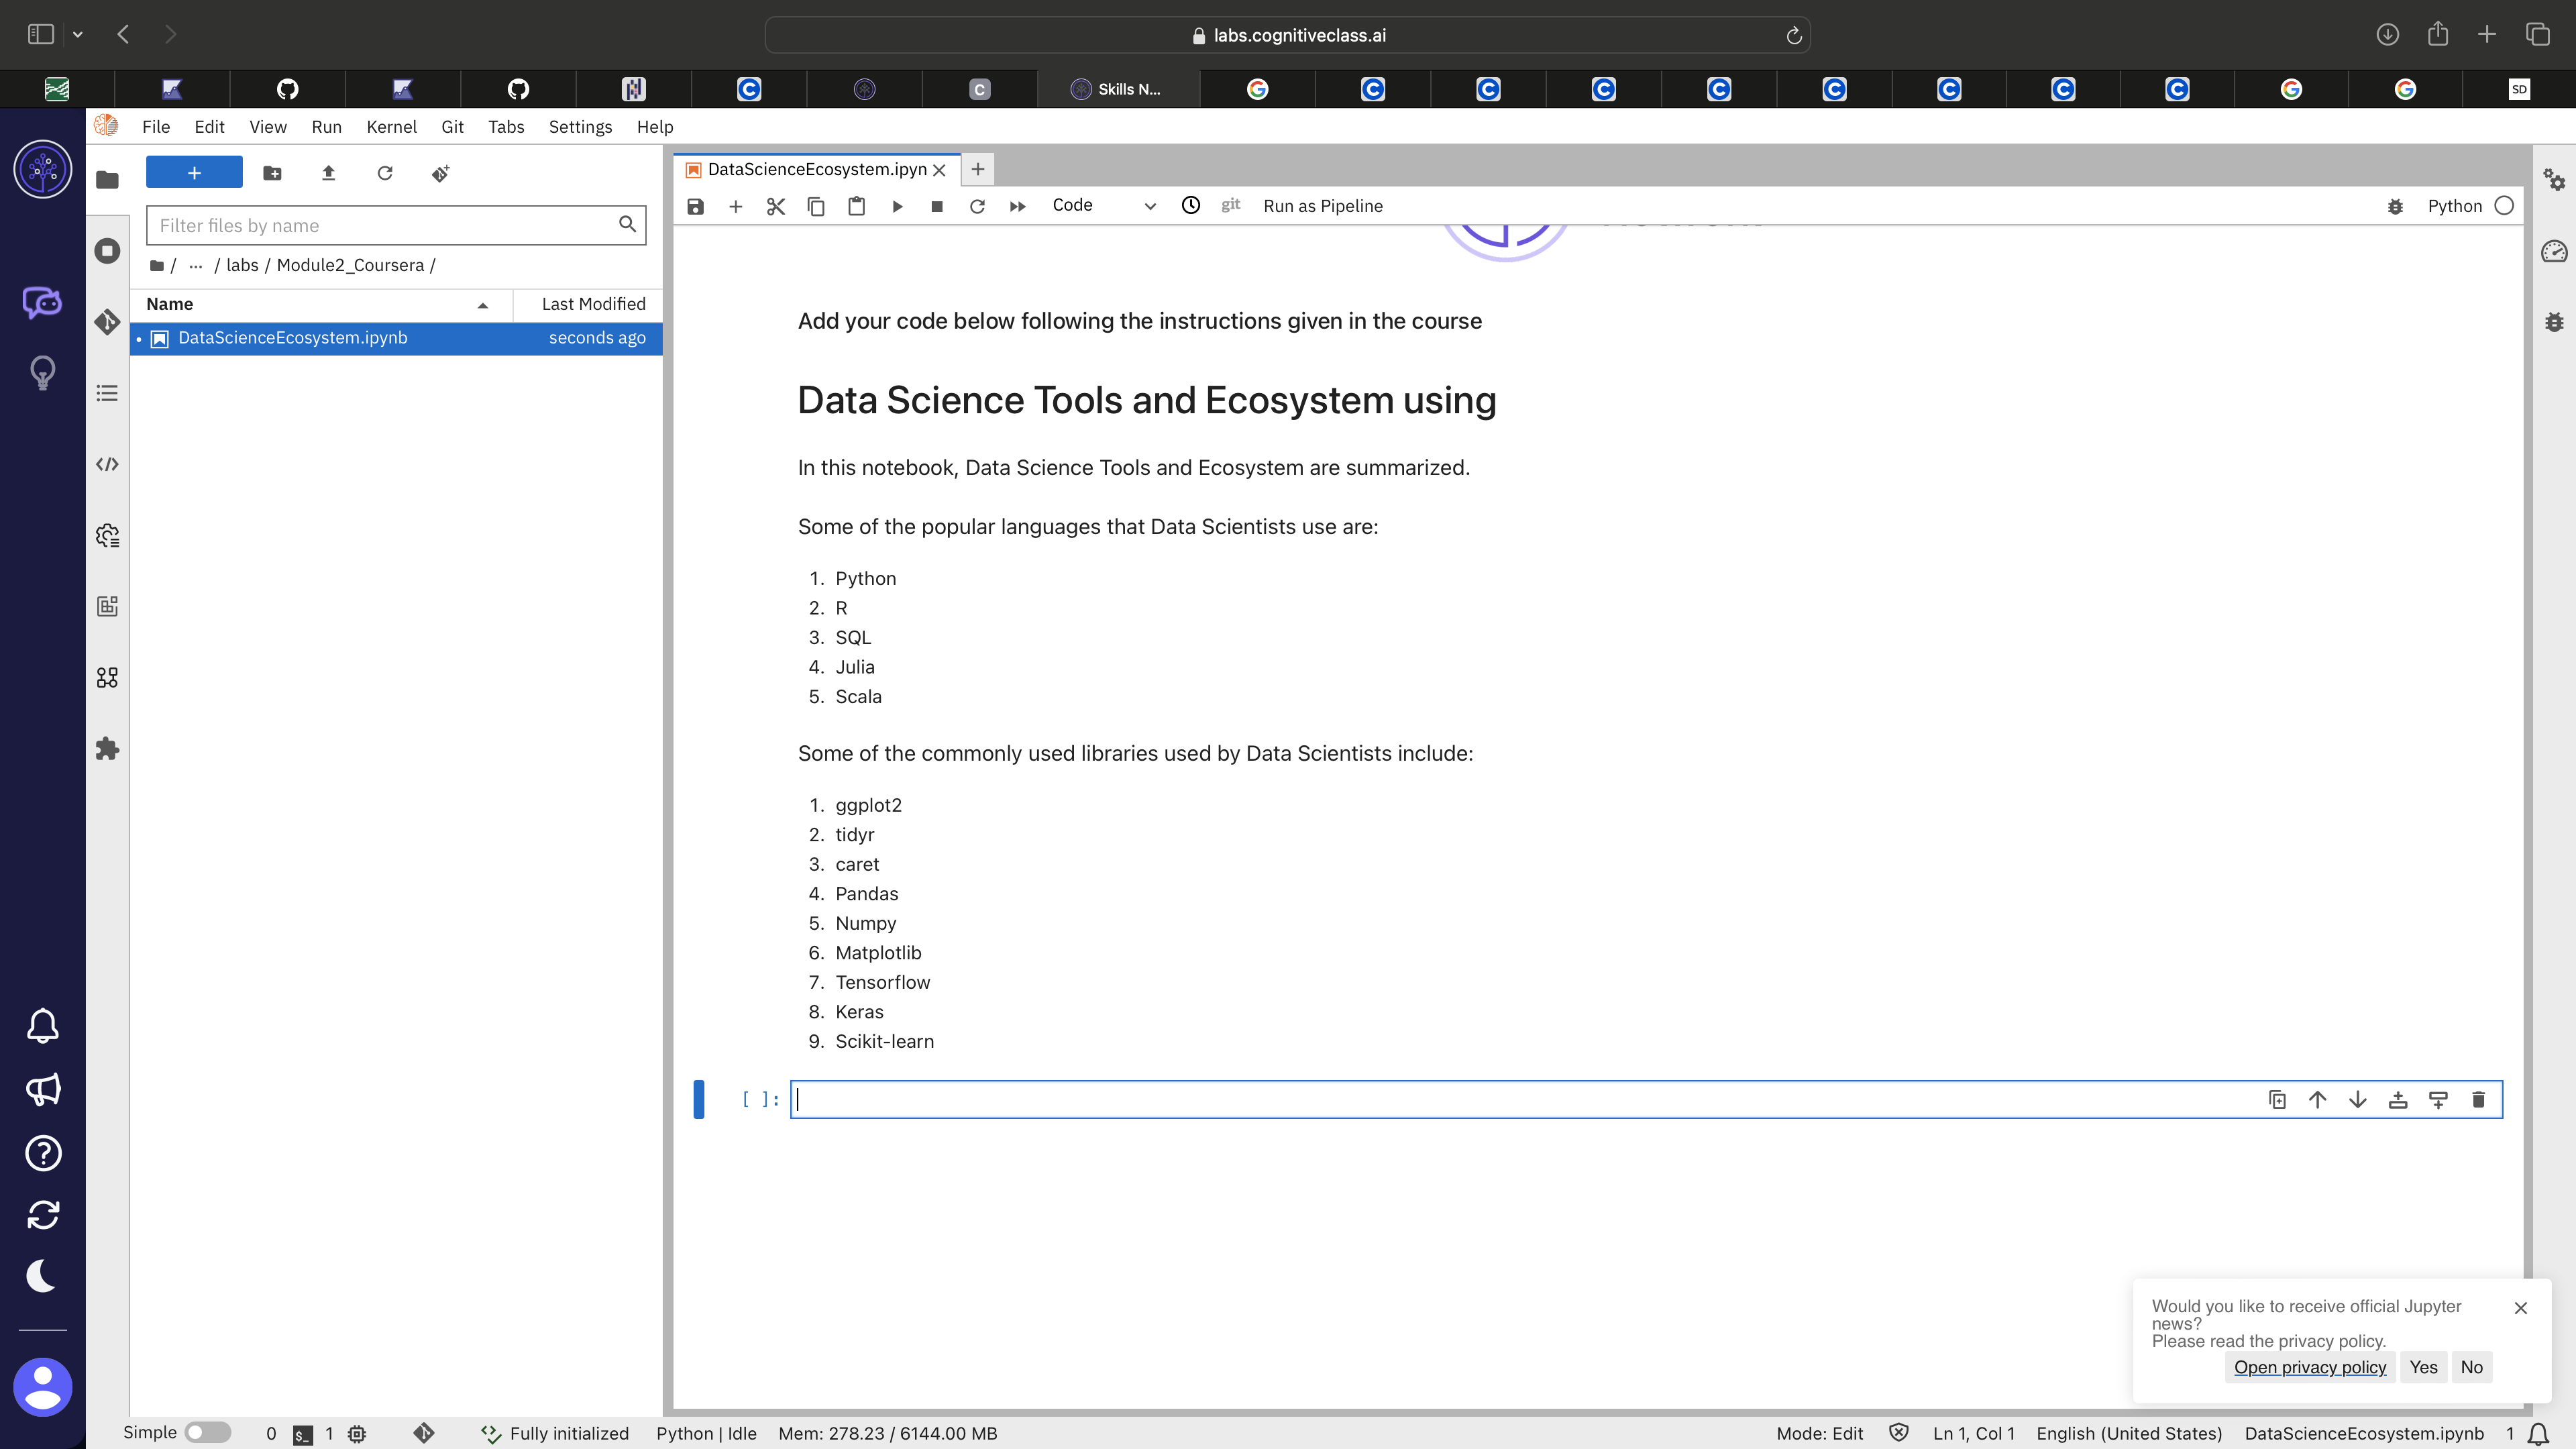 labs.cognitiveclass.ai
C
Skills N...
SD
File Edit View Run Kernel Git Tabs Settings Help
+
DataScienceEcosystem.ipyn
Filter files by name
Code
git
Run as Pipeline
Python
/ ... / labs / Module2_Coursera /
Name
Last Modified
DataScienceEcosystem.ipynb
seconds ago
Add your code below following the instructions given in the course
Data Science Tools and Ecosystem using
In this notebook, Data Science Tools and Ecosystem are summarized.
Some of the popular languages that Data Scientists use are:
1. Python
2. R
3. SQL
4. Julia
5. Scala
Some of the commonly used libraries used by Data Scientists include:
1. ggplot2
2. tidyr
3. caret
4. Pandas
5. Numpy
6. Matplotlib
7. Tensorflow
8. Keras
9. Scikit-learn
[ ]:
Would you like to receive official Jupyter
news?
Please read the privacy policy.
Open privacy policy Yes No
Simple 0 $_ 1 Fully initialized Python | Idle Mem: 278.23 / 6144.00 MB Mode: Edit Ln 1, Col 1 English (United States) DataScienceEcosystem.ipynb 1